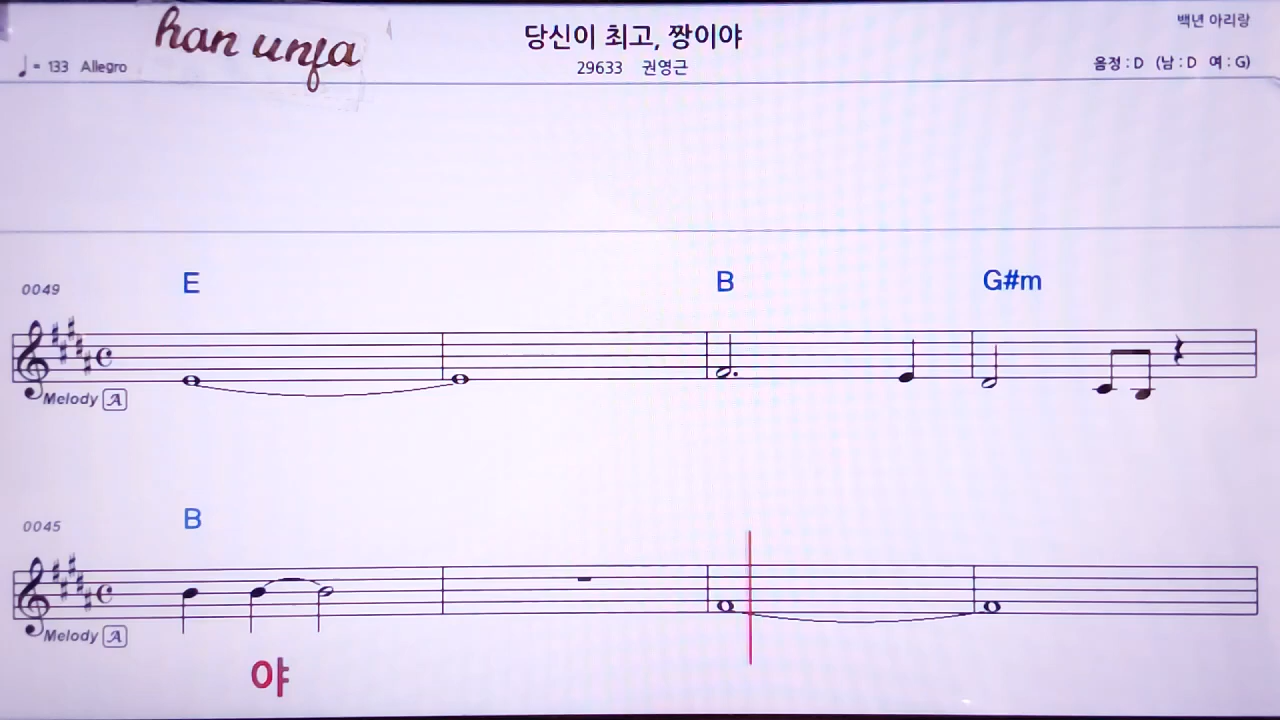 han unfa
당신이 최고, 짱이야
백년 아리랑
♩ = 133 Allegro
29633 권영근
음정 : D (남 : D 여 : G)
0049
E B G#m
Melody A
0045
B
Melody A
야